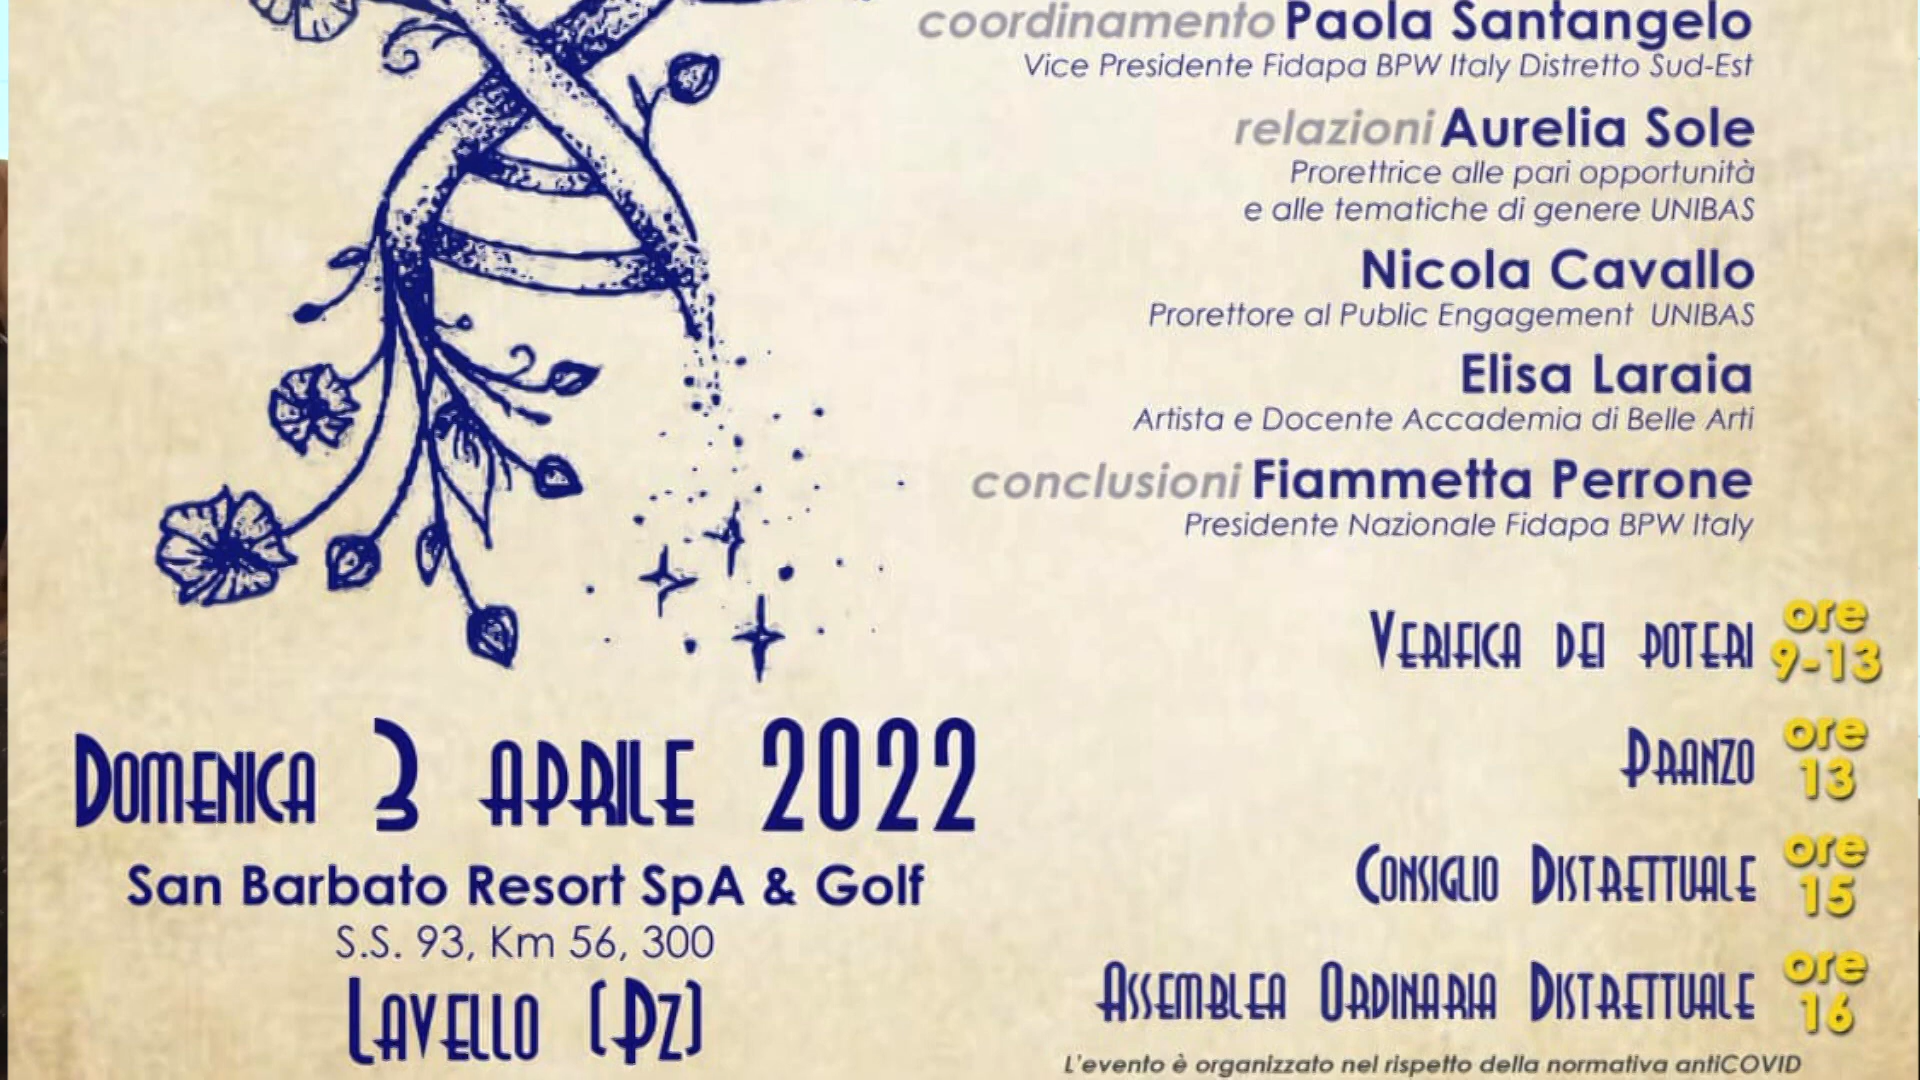 coordinamento Paola Santangelo
Vice Presidente Fidapa BPW Italy Distretto Sud-Est
relazioni Aurelia Sole
Prorettrice alle pari opportunità
e alle tematiche di genere UNIBAS
Nicola Cavallo
Prorettore al Public Engagement UNIBAS
Elisa Laraia
Artista e Docente Accademia di Belle Arti
conclusioni Fiammetta Perrone
Presidente Nazionale Fidapa BPW Italy
Verifica dei poteri ore 9-13
Pranzo ore 13
Consiglio Distrettuale ore 15
Assemblea Ordinaria Distrettuale ore 16
L'evento è organizzato nel rispetto della normativa antiCOVID
Domenica 3 aprile 2022
San Barbato Resort SpA & Golf
S.S. 93, Km 56, 300
Lavello (Pz)